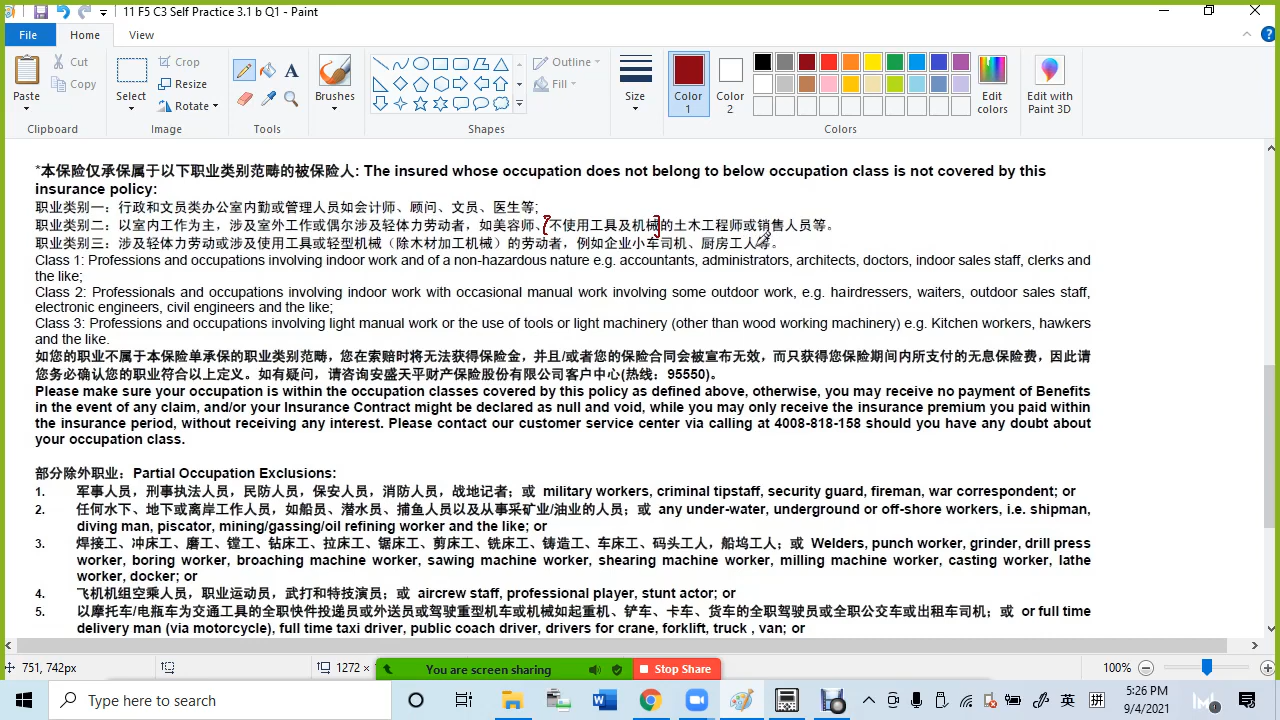 11 F5 C3 Self Practice 3.1 b Q1 - Paint
File Home View
Paste Cut Copy Clipboard
Select Crop Resize Rotate Image
Tools
Brushes
Outline Fill Shapes
Size
Color 1 Color 2 Edit colors Colors
Edit with Paint 3D
*本保险仅承保属于以下职业类别范畴的被保险人: The insured whose occupation does not belong to below occupation class is not covered by this
insurance policy:
职业类别一：行政和文员类办公室内勤或管理人员如会计师、顾问、文员、医生等;
职业类别二：以室内工作为主，涉及室外工作或偶尔涉及轻体力劳动者，如美容师、不使用工具及机械的土木工程师或销售人员等。
职业类别三：涉及轻体力劳动或涉及使用工具或轻型机械（除木材加工机械）的劳动者，例如企业小车司机、厨房工人等。
Class 1: Professions and occupations involving indoor work and of a non-hazardous nature e.g. accountants, administrators, architects, doctors, indoor sales staff, clerks and
the like;
Class 2: Professionals and occupations involving indoor work with occasional manual work involving some outdoor work, e.g. hairdressers, waiters, outdoor sales staff,
electronic engineers, civil engineers and the like;
Class 3: Professions and occupations involving light manual work or the use of tools or light machinery (other than wood working machinery) e.g. Kitchen workers, hawkers
and the like.
如您的职业不属于本保险单承保的职业类别范畴，您在索赔时将无法获得保险金，并且/或者您的保险合同会被宣布无效，而只获得您保险期间内所支付的无息保险费，因此请
您务必确认您的职业符合以上定义。如有疑问，请咨询安盛天平财产保险股份有限公司客户中心(热线：95550)。
Please make sure your occupation is within the occupation classes covered by this policy as defined above, otherwise, you may receive no payment of Benefits
in the event of any claim, and/or your Insurance Contract might be declared as null and void, while you may only receive the insurance premium you paid within
the insurance period, without receiving any interest. Please contact our customer service center via calling at 4008-818-158 should you have any doubt about
your occupation class.
部分除外职业：Partial Occupation Exclusions:
1. 军事人员，刑事执法人员，民防人员，保安人员，消防人员，战地记者；或 military workers, criminal tipstaff, security guard, fireman, war correspondent; or
2. 任何水下、地下或离岸工作人员，如船员、潜水员、捕鱼人员以及从事采矿业/油业的人员；或 any under-water, underground or off-shore workers, i.e. shipman,
diving man, piscator, mining/gassing/oil refining worker and the like; or
3. 焊接工、冲床工、磨工、镗工、钻床工、拉床工、锯床工、剪床工、铣床工、铸造工、车床工、码头工人，船坞工人；或 Welders, punch worker, grinder, drill press
worker, boring worker, broaching machine worker, sawing machine worker, shearing machine worker, milling machine worker, casting worker, lathe
worker, docker; or
4. 飞机机组空乘人员，职业运动员，武打和特技演员；或 aircrew staff, professional player, stunt actor; or
5. 以摩托车/电瓶车为交通工具的全职快件投递员或外送员或驾驶重型机车或机械如起重机、铲车、卡车、货车的全职驾驶员或全职公交车或出租车司机；或 or full time
delivery man (via motorcycle), full time taxi driver, public coach driver, drivers for crane, forklift, truck , van; or
751, 742px 1272 × You are screen sharing Stop Share 100%
Type here to search 英 拼 5:26 PM
9/4/2021